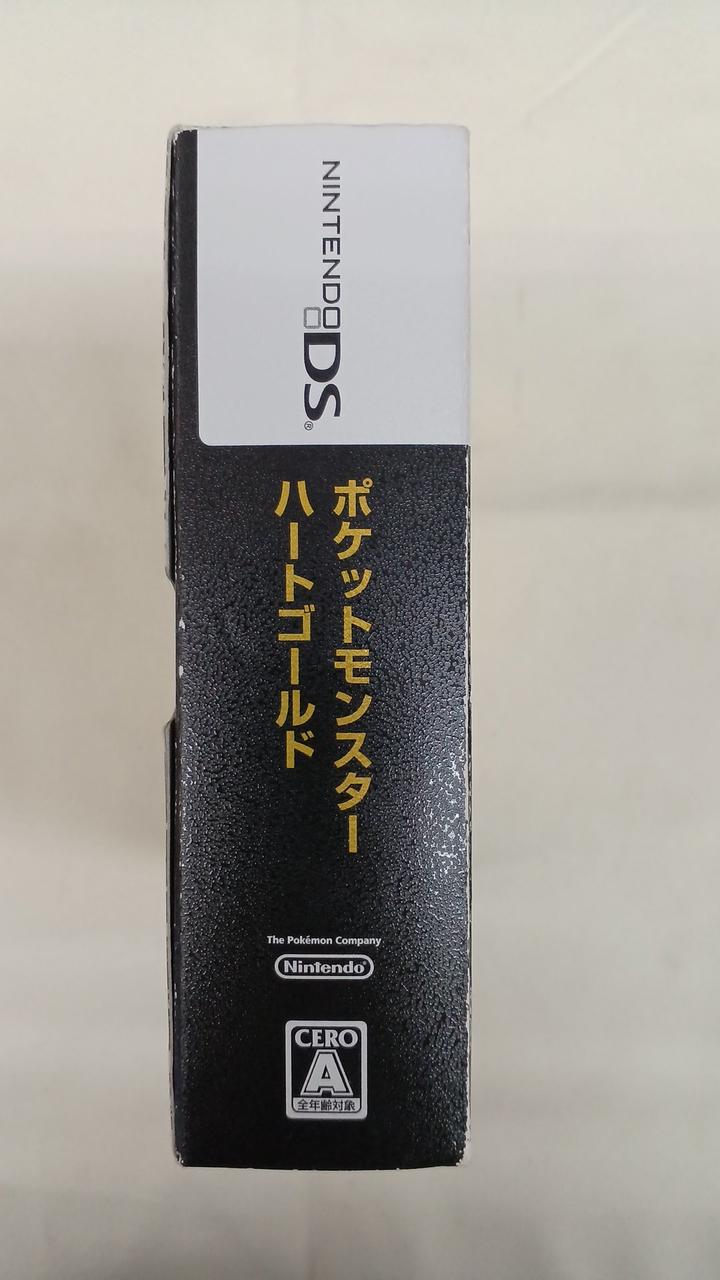 NINTENDO DS®
ポケットモンスター
ハートゴールド
The Pokémon Company
Nintendo®
CERO
A
全年齢対象